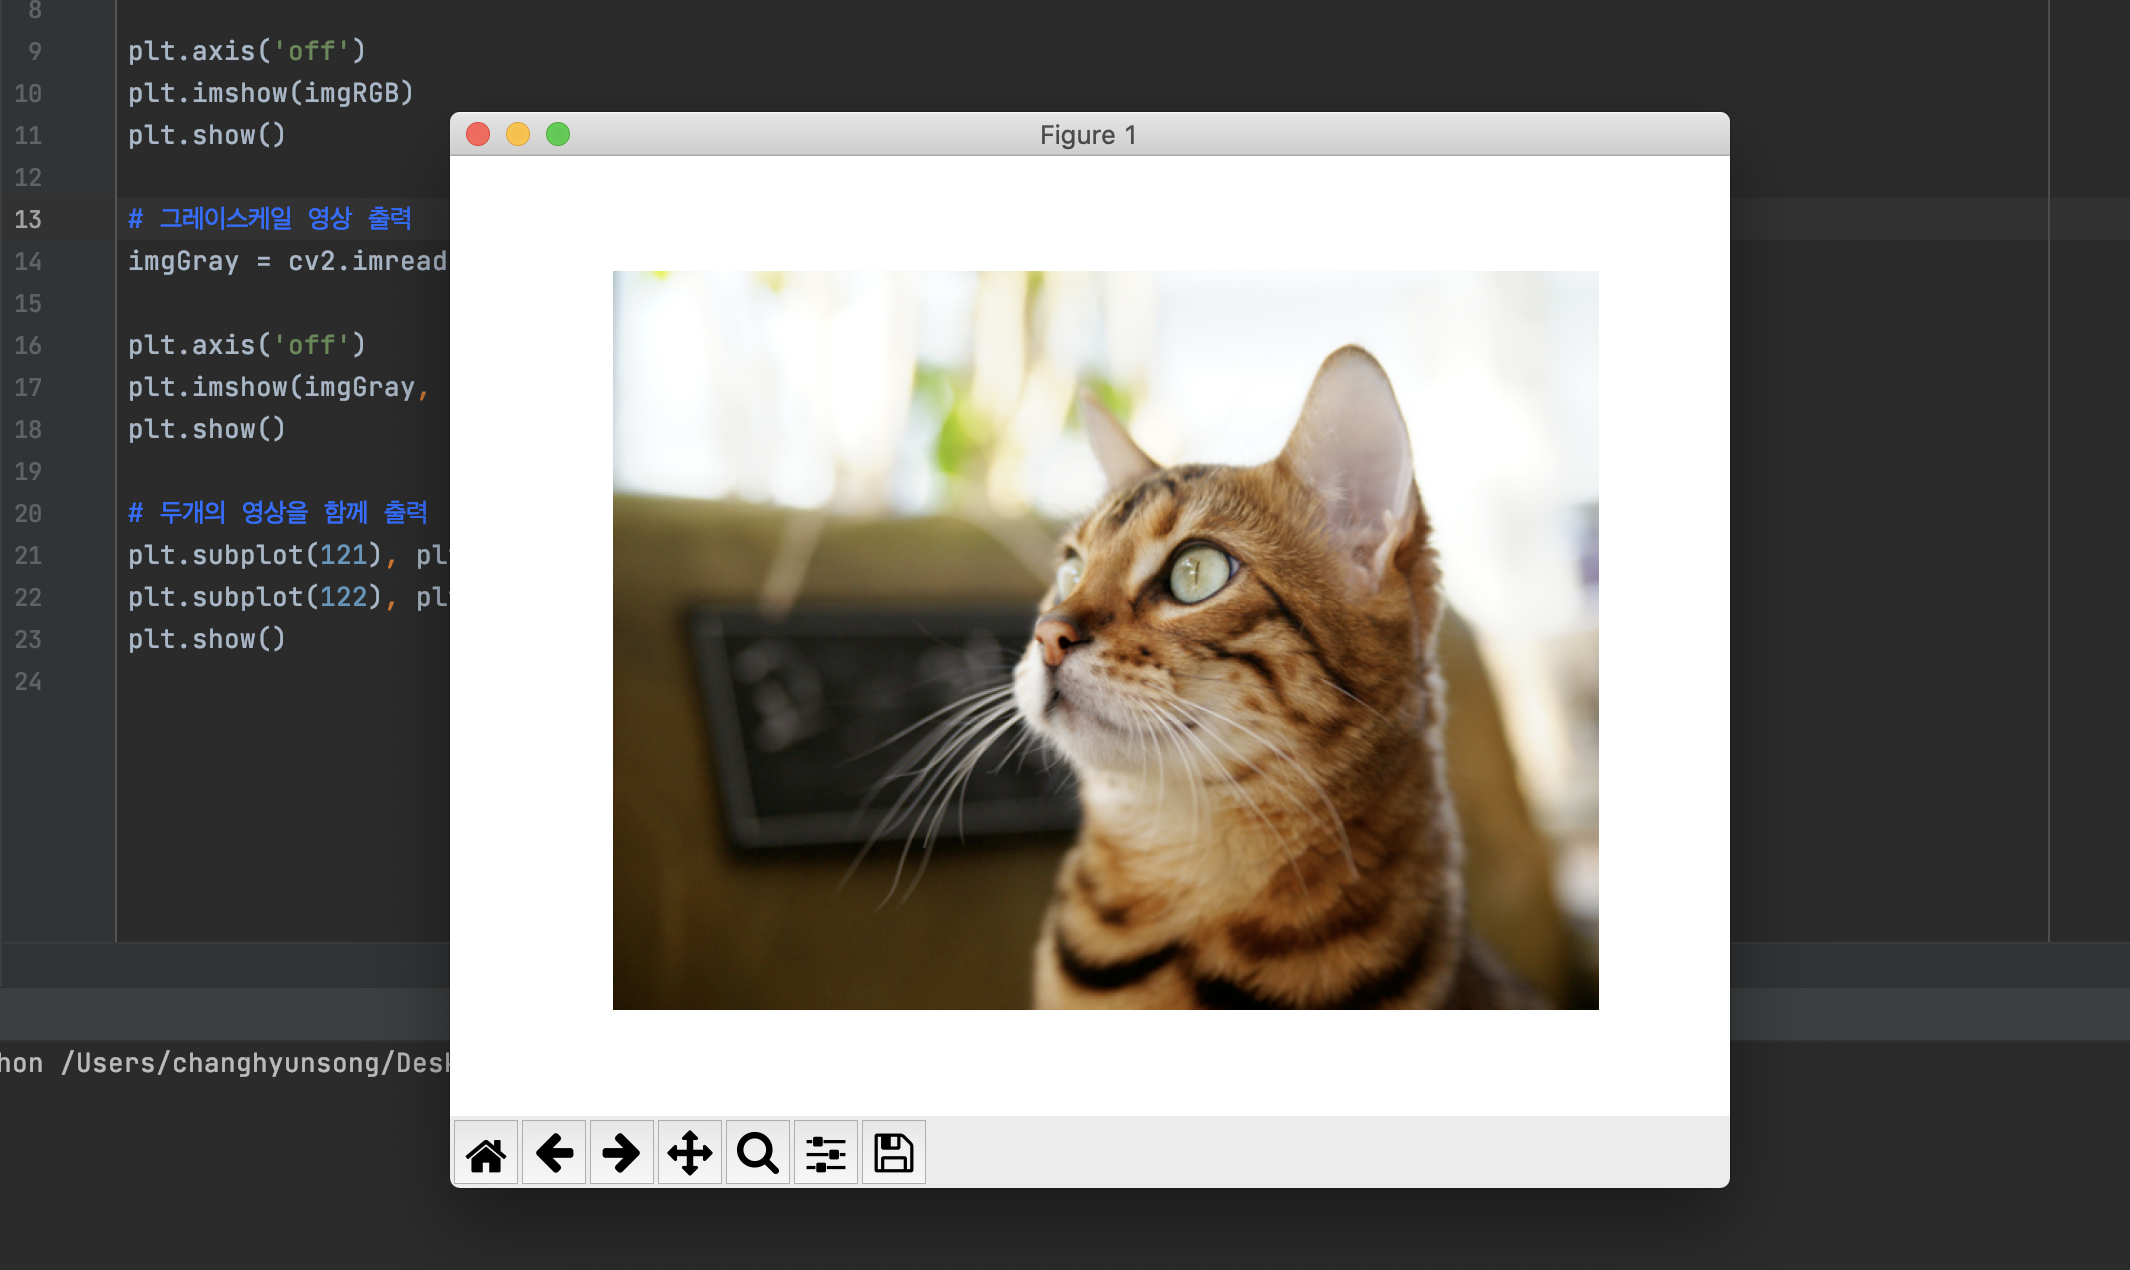 8
9 plt.axis('off')
10 plt.imshow(imgRGB)
11 plt.show()
12
13 # 그레이스케일 영상 출력
14 imgGray = cv2.imread
15
16 plt.axis('off')
17 plt.imshow(imgGray,
18 plt.show()
19
20 # 두개의 영상을 함께 출력
21 plt.subplot(121), pl
22 plt.subplot(122), pl
23 plt.show()
24
Figure 1
hon /Users/changhyunsong/Desk